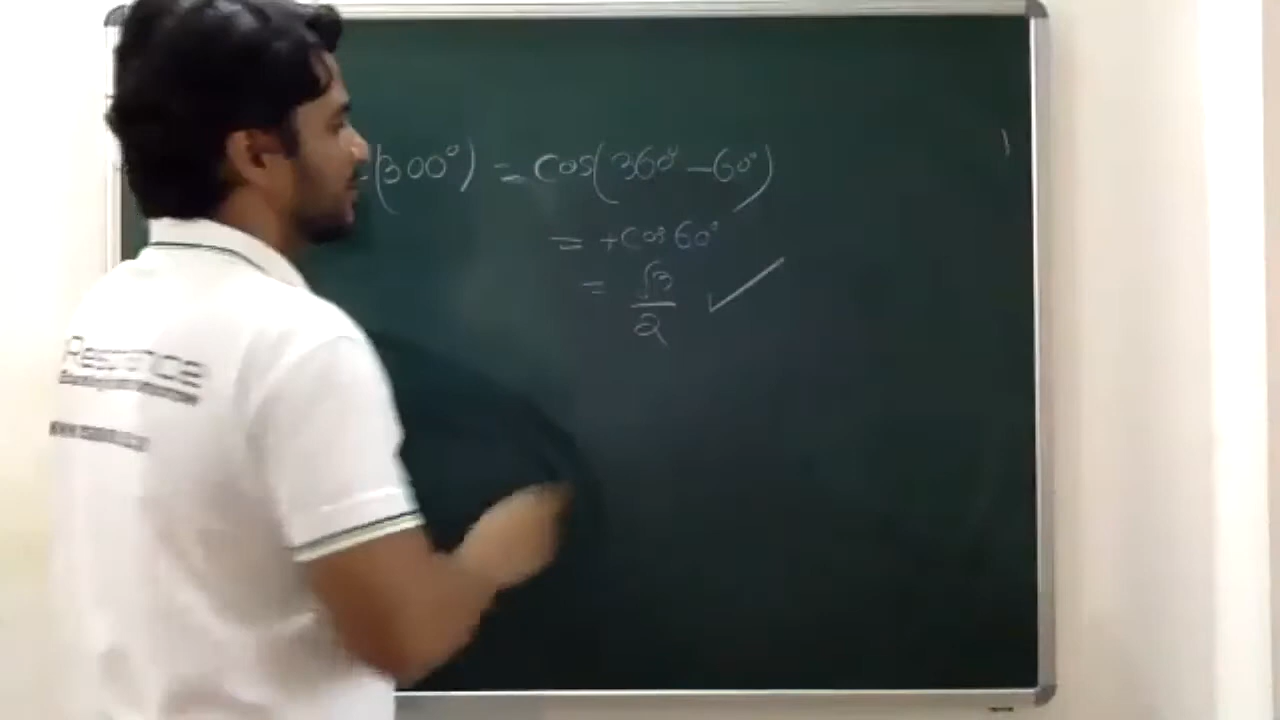 (300°) = cos(360° - 60°)
= + cos 60°
= √3/2 ✓